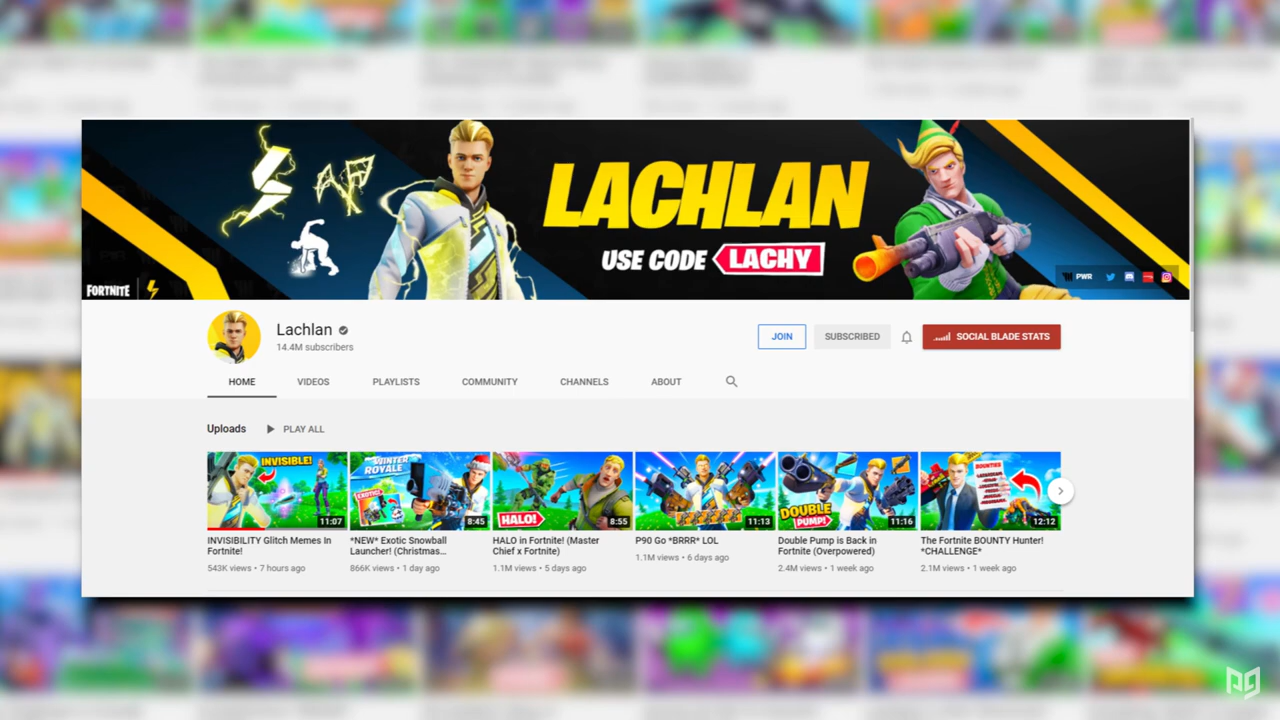 SAP
LACHLAN
USE CODE LACHY
FORTNITE
PWR
Lachlan
14.4M subscribers
JOIN
SUBSCRIBED
SOCIAL BLADE STATS
HOME
VIDEOS
PLAYLISTS
COMMUNITY
CHANNELS
ABOUT
Uploads
PLAY ALL
INVISIBLE!
11:07
WINTER
ROYALE
EXOTIC
8:45
HALO!
8:55
11:13
DOUBLE
PUMP!
11:16
BOUNTIES
12:12
INVISIBILITY Glitch Memes In
Fortnite!
543K views • 7 hours ago
*NEW* Exotic Snowball
Launcher! (Christmas...
866K views • 1 day ago
HALO in Fortnite! (Master
Chief x Fortnite)
1.1M views • 5 days ago
P90 Go *BRRR* LOL
1.1M views • 6 days ago
Double Pump is Back in
Fortnite (Overpowered)
2.4M views • 1 week ago
The Fortnite BOUNTY Hunter!
*CHALLENGE*
2.1M views • 1 week ago